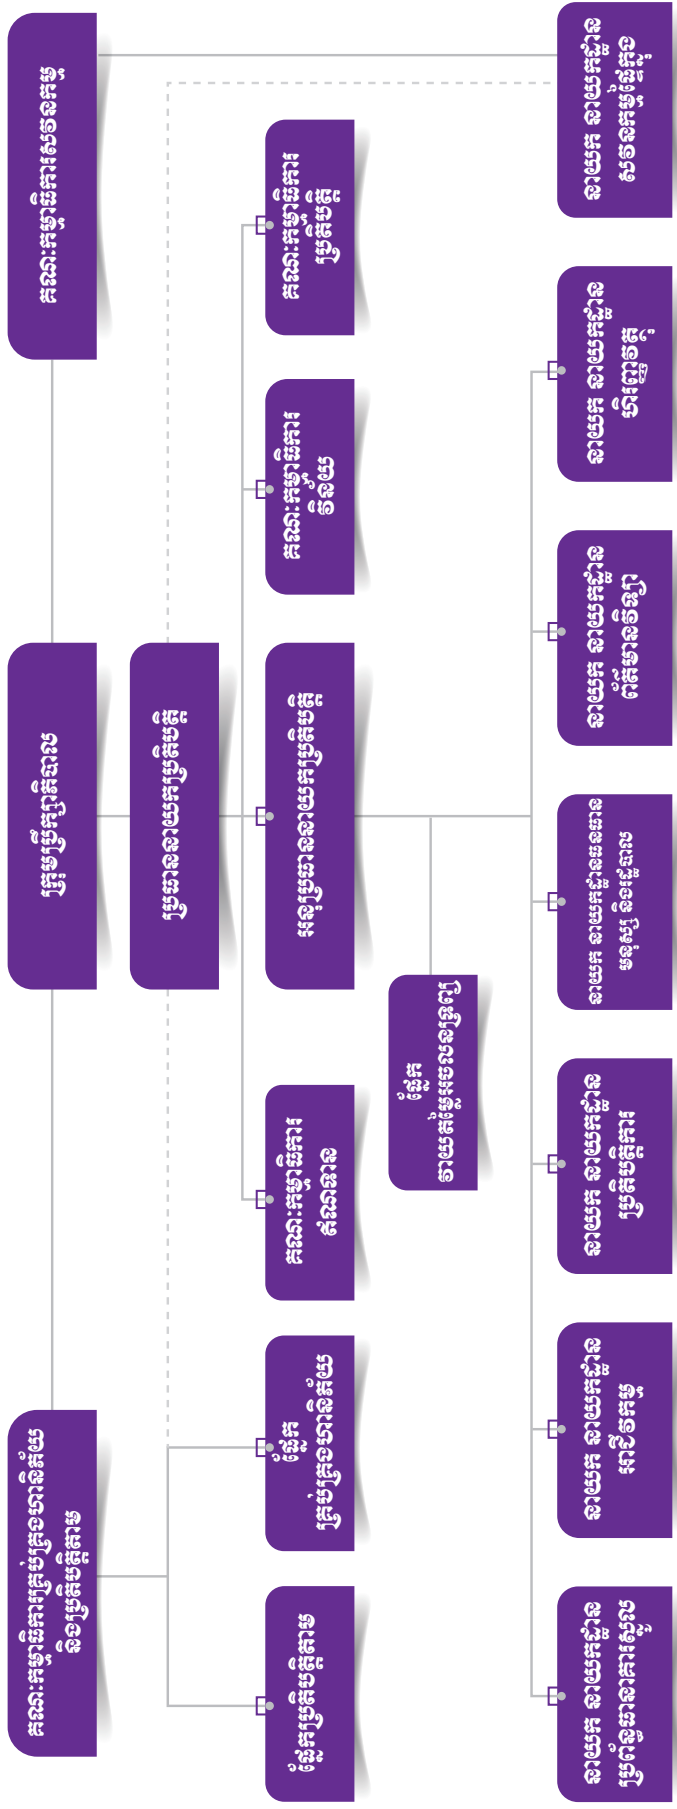 គណៈកម្មាធិការគ្រប់គ្រងហានិភ័យ
និងប្រតិបត្តិតាម
ក្រុមប្រឹក្សាភិបាល
គណៈកម្មាធិការសវនកម្ម
ប្រធាននាយកប្រតិបត្តិ
ផ្នែកប្រតិបត្តិតាម
ផ្នែក
គ្រប់គ្រងហានិភ័យ
គណៈកម្មាធិការ
ឥណទាន
អនុប្រធាននាយកប្រតិបត្តិ
គណៈកម្មាធិការ
វិន័យ
គណៈកម្មាធិការ
ប្រតិបត្តិ
ផ្នែក
វាយតម្លៃអចលនទ្រព្យ
នាយក នាយកដ្ឋាន
ប្រព័ន្ធធនាគារស្នូល
នាយក នាយកដ្ឋាន
អាជីវកម្ម
នាយក នាយកដ្ឋាន
ប្រតិបត្តិការ
នាយក នាយកដ្ឋានធនធាន
មនុស្ស និងរដ្ឋបាល
នាយក នាយកដ្ឋាន
ព័ត៌មានវិទ្យា
នាយក នាយកដ្ឋាន
ហិរញ្ញវត្ថុ
នាយក នាយកដ្ឋាន
សវនកម្មផ្ទៃក្នុង